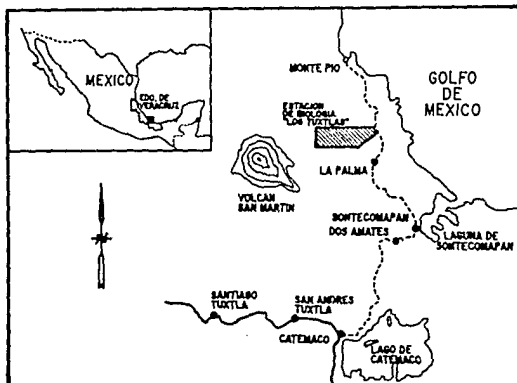 MEXICO
EDO. DE
VERACRUZ
MONTE PIO
GOLFO
DE
MEXICO
ESTACION
DE BIOLOGIA
"LOS TUXTLAS"
LA PALMA
VOLCAN
SAN MARTIN
SONTECOMAPAN
DOS AMATES
LAGUNA DE
SONTECOMAPAN
SANTIAGO
TUXTLA
SAN ANDRES
TUXTLA
CATEMACO
LAGO DE
CATEMACO